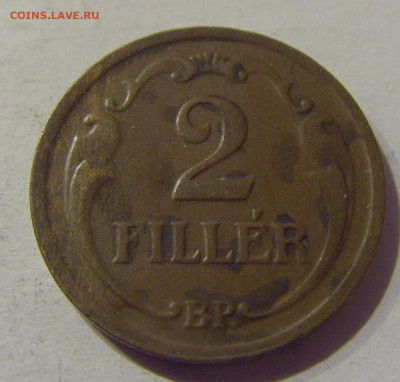 COINS.LAVE.RU
2
FILLÉR
BP.